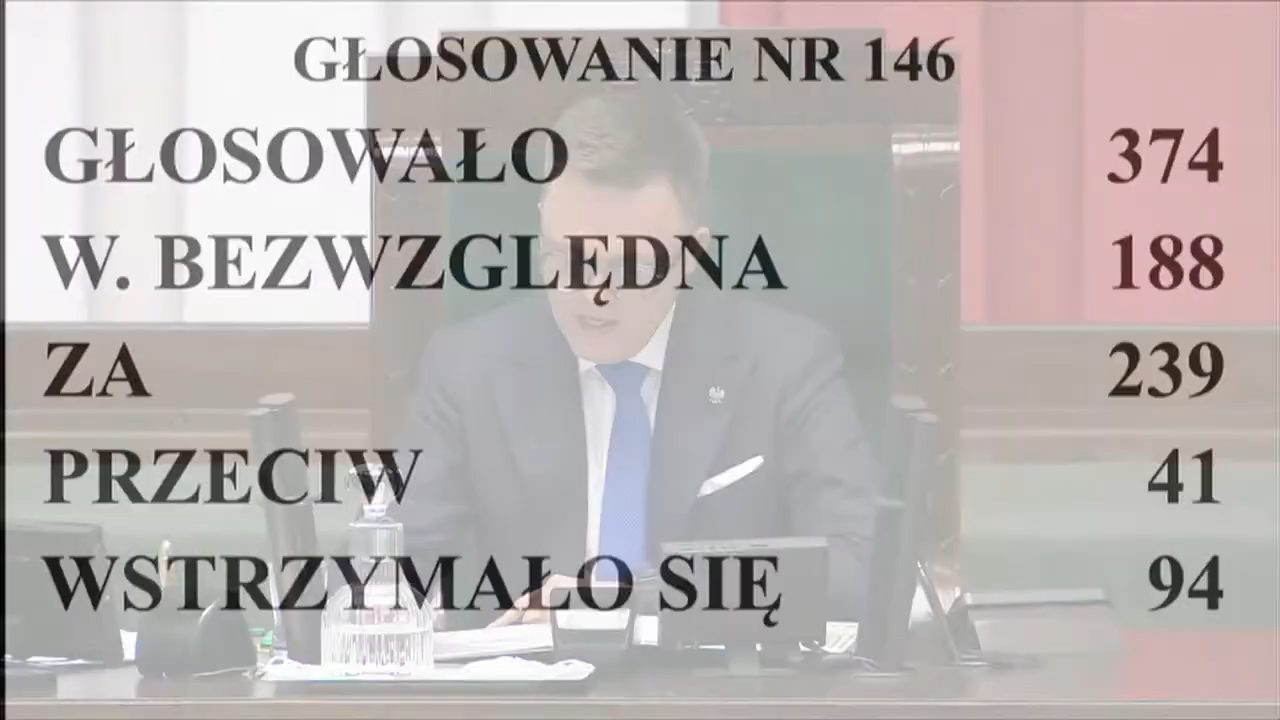 GŁOSOWANIE NR 146
GŁOSOWAŁO 374
W. BEZWZGLĘDNA 188
ZA 239
PRZECIW 41
WSTRZYMAŁO SIĘ 94